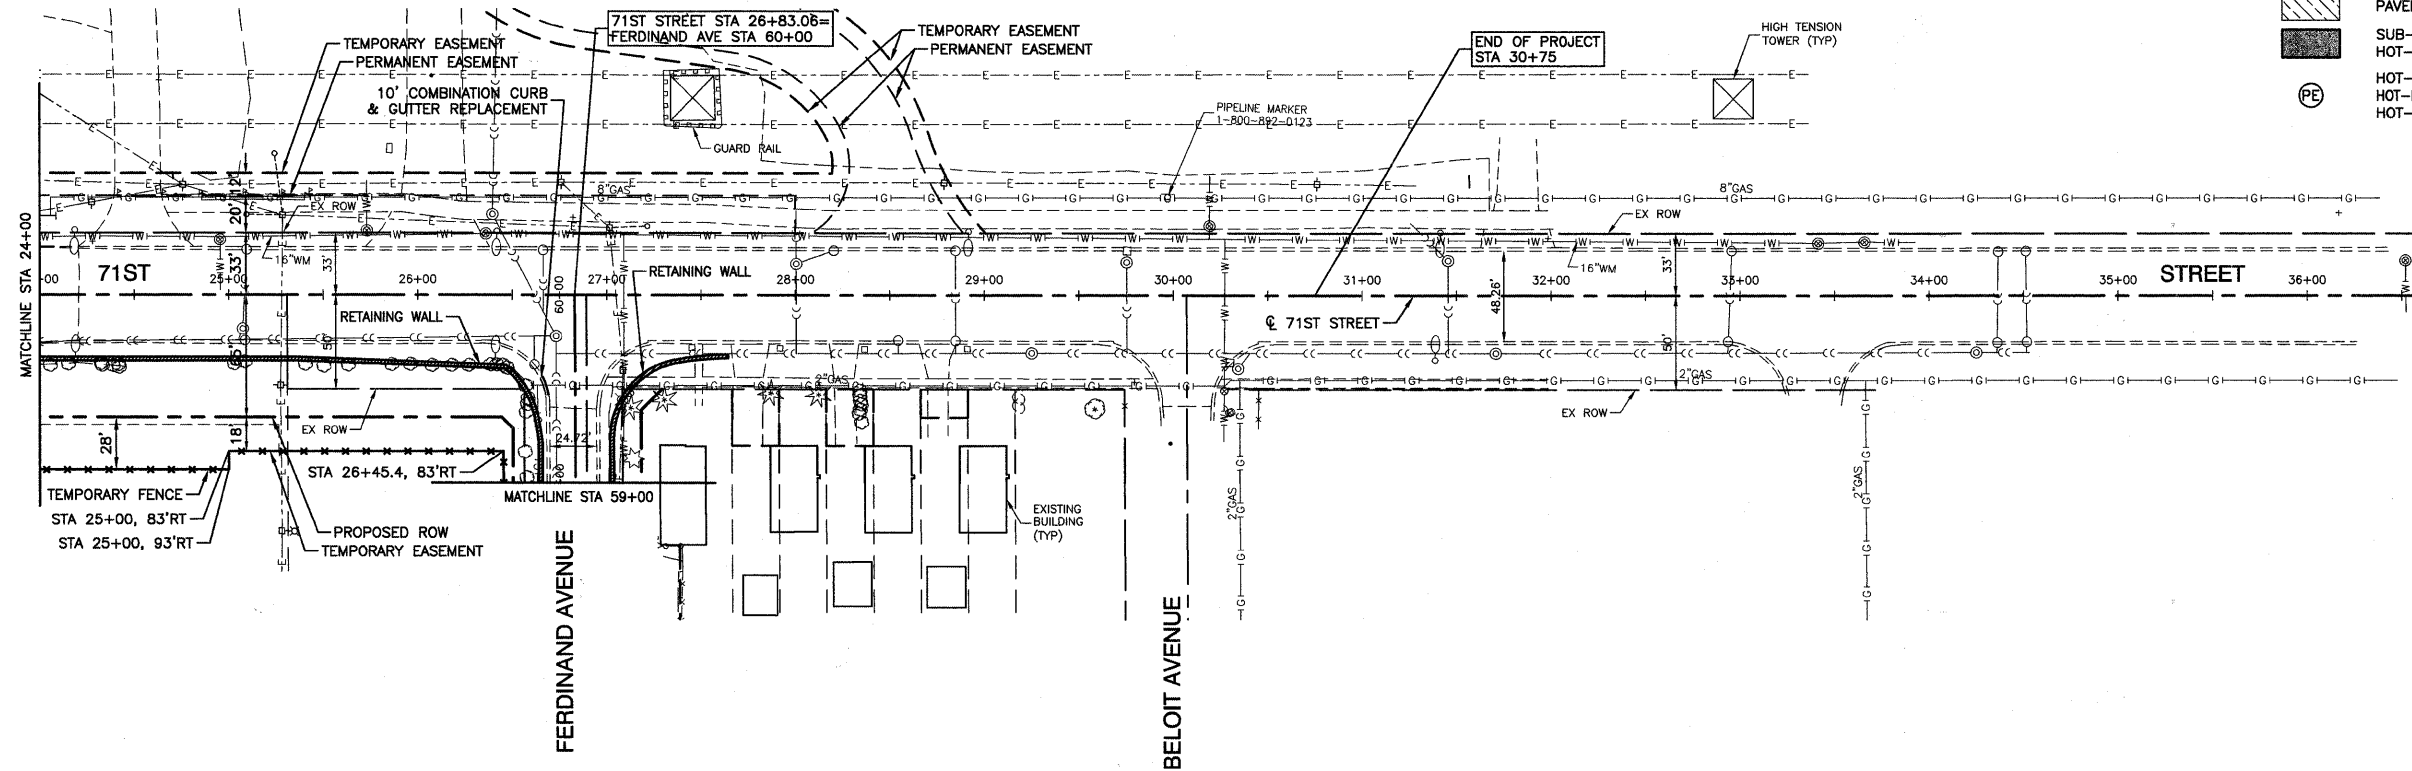 71ST STREET STA 26+83.06=
FERDINAND AVE STA 60+00
TEMPORARY EASEMENT
PERMANENT EASEMENT
TEMPORARY EASEMENT
PERMANENT EASEMENT
10' COMBINATION CURB
& GUTTER REPLACEMENT
GUARD RAIL
END OF PROJECT
STA 30+75
HIGH TENSION
TOWER (TYP)
PIPELINE MARKER
1-800-892-0123
PE
HOT-
HOT-
HOT-
SUB-
HOT-
8"GAS
8"GAS
EX ROW
EX ROW
12'
20'
33'
33'
33'
16"WM
16"WM
MATCHLINE STA 24+00
71ST
STREET
25+00
26+00
27+00
28+00
29+00
30+00
31+00
32+00
33+00
34+00
35+00
36+00
60+00
RETAINING WALL
RETAINING WALL
℄ 71ST STREET
48.26'
50'
50'
2"GAS
2"GAS
EX ROW
EX ROW
28'
18'
24.72'
STA 26+45.4, 83'RT
TEMPORARY FENCE
STA 25+00, 83'RT
STA 25+00, 93'RT
PROPOSED ROW
TEMPORARY EASEMENT
MATCHLINE STA 59+00
EXISTING
BUILDING
(TYP)
2"GAS
2"GAS
FERDINAND AVENUE
BELOIT AVENUE